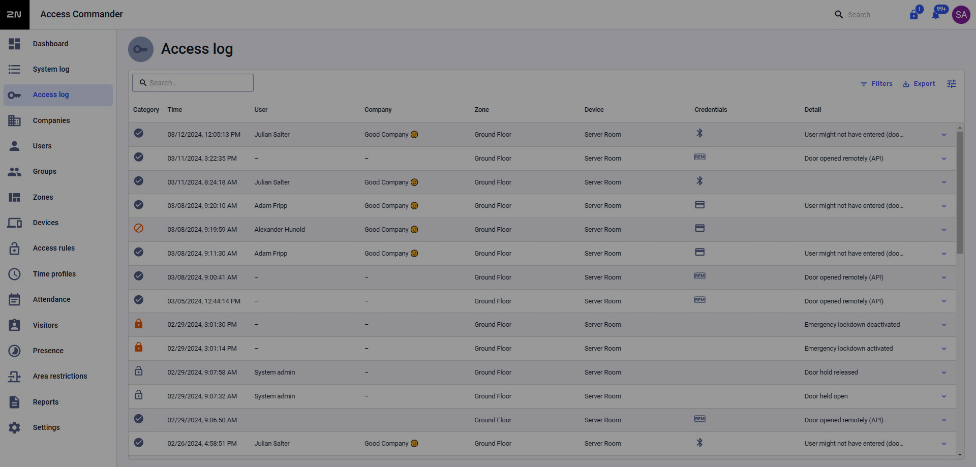 2N Access Commander Search 1 99+ SA
Dashboard
System log
Access log
Companies
Users
Groups
Zones
Devices
Access rules
Time profiles
Attendance
Visitors
Presence
Area restrictions
Reports
Settings
Access log
Search... Filters Export
Category Time User Company Zone Device Credentials Detail
03/12/2024, 12:05:13 PM Julian Salter Good Company Ground Floor Server Room User might not have entered (doo...
03/11/2024, 3:22:35 PM – – Ground Floor Server Room REM Door opened remotely (API)
03/11/2024, 8:24:18 AM Julian Salter Good Company Ground Floor Server Room
03/08/2024, 9:20:10 AM Adam Fripp Good Company Ground Floor Server Room User might not have entered (doo...
03/08/2024, 9:19:59 AM Alexander Hunold Good Company Ground Floor Server Room
03/08/2024, 9:11:30 AM Adam Fripp Good Company Ground Floor Server Room User might not have entered (doo...
03/08/2024, 9:00:41 AM – – Ground Floor Server Room REM Door opened remotely (API)
03/05/2024, 12:44:14 PM – – Ground Floor Server Room REM Door opened remotely (API)
02/29/2024, 3:01:30 PM – – Ground Floor Server Room Emergency lockdown deactivated
02/29/2024, 3:01:14 PM – – Ground Floor Server Room Emergency lockdown activated
02/29/2024, 9:07:58 AM System admin – Ground Floor Server Room Door hold released
02/29/2024, 9:07:32 AM System admin – Ground Floor Server Room Door held open
02/29/2024, 9:06:50 AM Ground Floor Server Room REM Door opened remotely (API)
02/26/2024, 4:58:51 PM Julian Salter Good Company Ground Floor Server Room User might not have entered (doo...